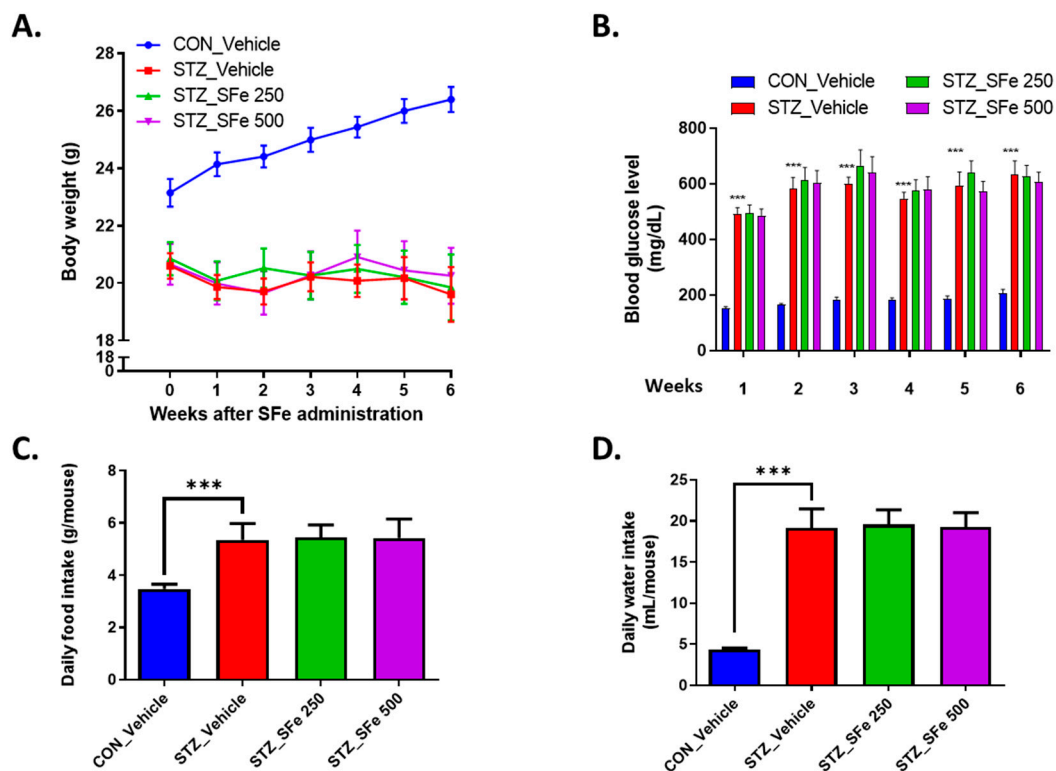 A.
CON_Vehicle
STZ_Vehicle
STZ_SFe 250
STZ_SFe 500
Body weight (g)
28
26
24
22
20
18
18
0
0 1 2 3 4 5 6
Weeks after SFe administration
B.
CON_Vehicle STZ_SFe 250
STZ_Vehicle STZ_SFe 500
Blood glucose level
(mg/dL)
800
600
400
200
0
*** *** *** *** *** ***
Weeks 1 2 3 4 5 6
C.
Daily food intake (g/mouse)
8
6
4
2
0
***
CON_Vehicle
STZ_Vehicle
STZ_SFe 250
STZ_SFe 500
D.
Daily water intake
(mL/mouse)
25
20
15
10
5
0
***
CON_Vehicle
STZ_Vehicle
STZ_SFe 250
STZ_SFe 500